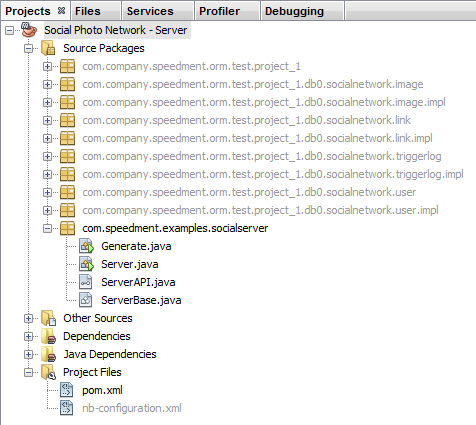 Projects Files Services Profiler Debugging
Social Photo Network - Server
Source Packages
com.company.speedment.orm.test.project_1
com.company.speedment.orm.test.project_1.db0.socialnetwork.image
com.company.speedment.orm.test.project_1.db0.socialnetwork.image.impl
com.company.speedment.orm.test.project_1.db0.socialnetwork.link
com.company.speedment.orm.test.project_1.db0.socialnetwork.link.impl
com.company.speedment.orm.test.project_1.db0.socialnetwork.triggerlog
com.company.speedment.orm.test.project_1.db0.socialnetwork.triggerlog.impl
com.company.speedment.orm.test.project_1.db0.socialnetwork.user
com.company.speedment.orm.test.project_1.db0.socialnetwork.user.impl
com.speedment.examples.socialserver
Generate.java
Server.java
ServerAPI.java
ServerBase.java
Other Sources
Dependencies
Java Dependencies
Project Files
pom.xml
nb-configuration.xml